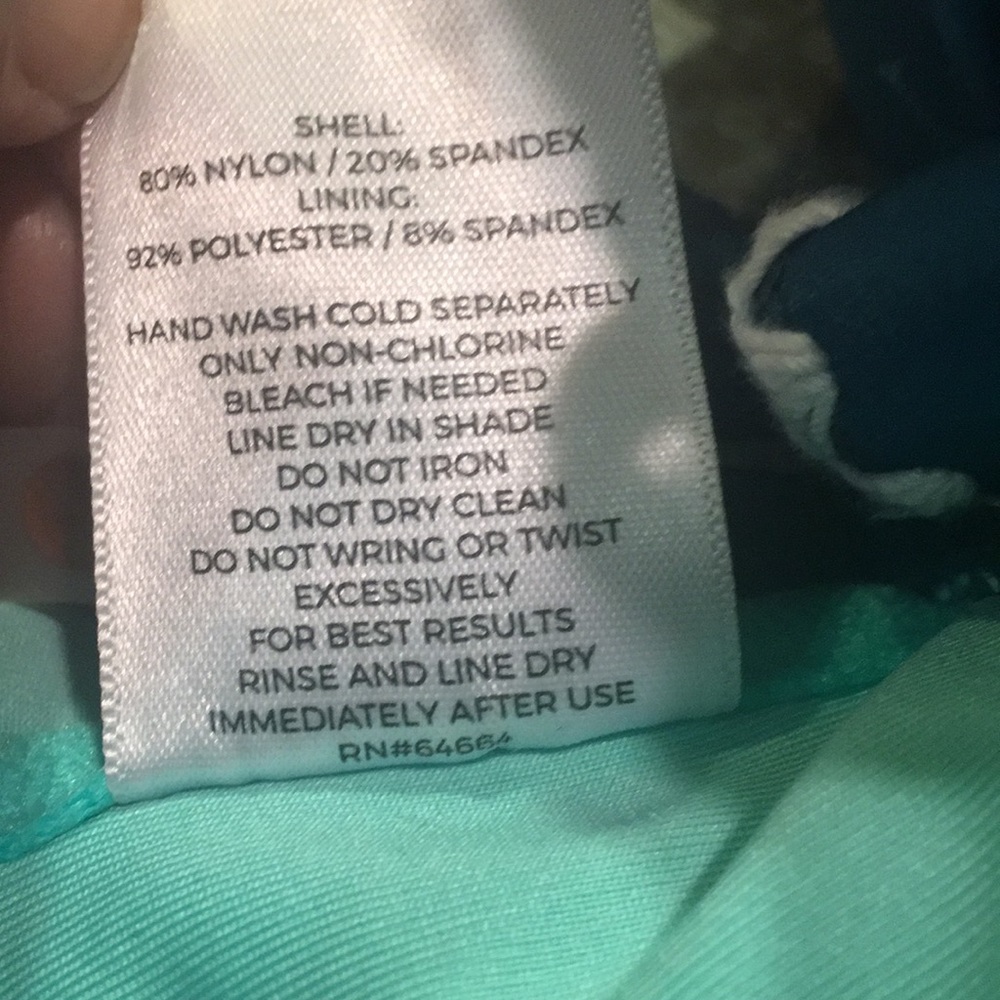 SHELL:
80% NYLON / 20% SPANDEX
LINING:
92% POLYESTER / 8% SPANDEX
HAND WASH COLD SEPARATELY
ONLY NON-CHLORINE
BLEACH IF NEEDED
LINE DRY IN SHADE
DO NOT IRON
DO NOT DRY CLEAN
DO NOT WRING OR TWIST
EXCESSIVELY
FOR BEST RESULTS
RINSE AND LINE DRY
IMMEDIATELY AFTER USE
RN#64664